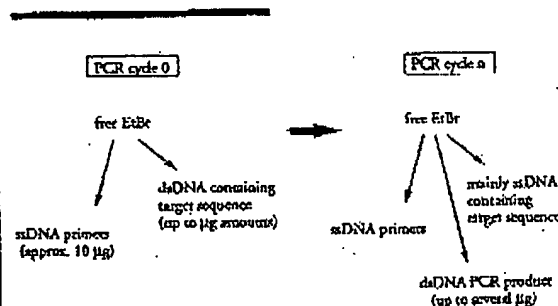 PCR cycle 0
free EtBr
dsDNA containing
target sequence
(up to µg amounts)
ssDNA primers
(approx. 10 µg)
PCR cycle n
free EtBr
mainly ssDNA
containing
target sequence
ssDNA primers
dsDNA PCR product
(up to several µg)